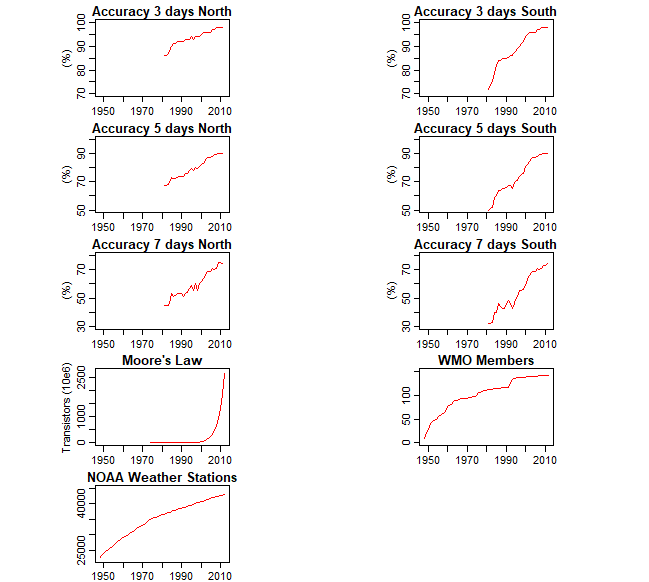 Accuracy 3 days North
(%)
100
90
80
70
1950 1970 1990 2010
Accuracy 3 days South
(%)
100
90
80
70
1950 1970 1990 2010
Accuracy 5 days North
(%)
90
70
50
1950 1970 1990 2010
Accuracy 5 days South
(%)
90
70
50
1950 1970 1990 2010
Accuracy 7 days North
(%)
70
50
30
1950 1970 1990 2010
Accuracy 7 days South
(%)
70
50
30
1950 1970 1990 2010
Moore's Law
Transistors (10e6)
2500
1000
0
1950 1970 1990 2010
WMO Members
100
50
0
1950 1970 1990 2010
NOAA Weather Stations
40000
25000
1950 1970 1990 2010